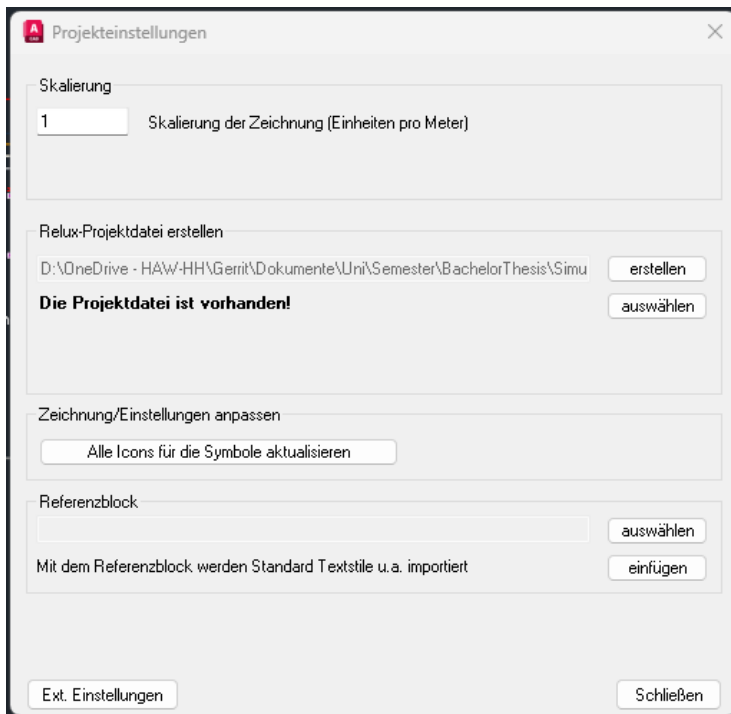 Projekteinstellungen
Skalierung
1 Skalierung der Zeichnung (Einheiten pro Meter)
Relux-Projektdatei erstellen
D:\OneDrive - HAW-HH\Gerrit\Dokumente\Uni\Semester\BachelorThesis\Simu erstellen
Die Projektdatei ist vorhanden! auswählen
Zeichnung/Einstellungen anpassen
Alle Icons für die Symbole aktualisieren
Referenzblock
auswählen
Mit dem Referenzblock werden Standard Textstile u.a. importiert einfügen
Ext. Einstellungen Schließen